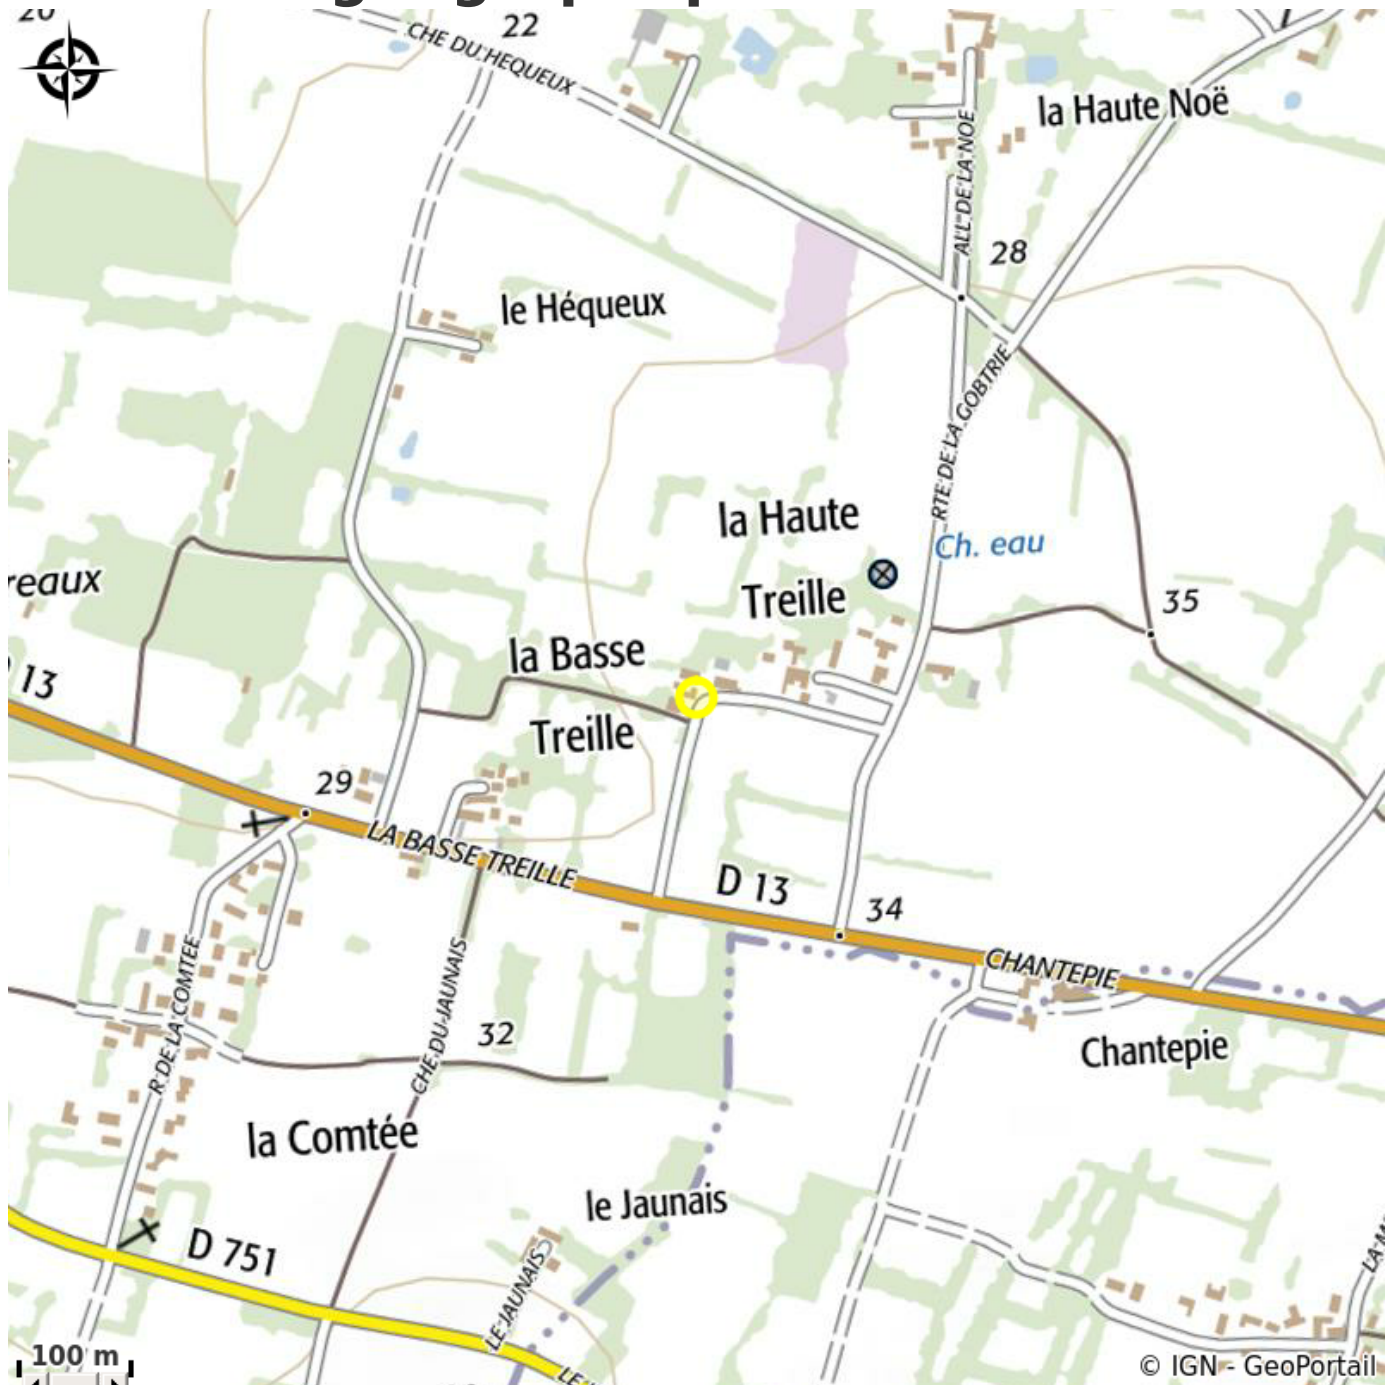 22
CHE DU HEQUEUX
la Haute Noë
ALL DE LA NOE
28
le Héqueux
RTE DE LA GOBTRIE
la Haute
Treille
Ch. eau
35
reaux
la Basse
Treille
13
29
LA BASSE TREILLE
D 13
34
CHANTEPIE
Chantepie
R DE LA COMTEE
CHE DU JAUNAIS
32
la Comtée
le Jaunais
D 751
LE JAUNAIS
LA M
100 m
© IGN - GeoPortail